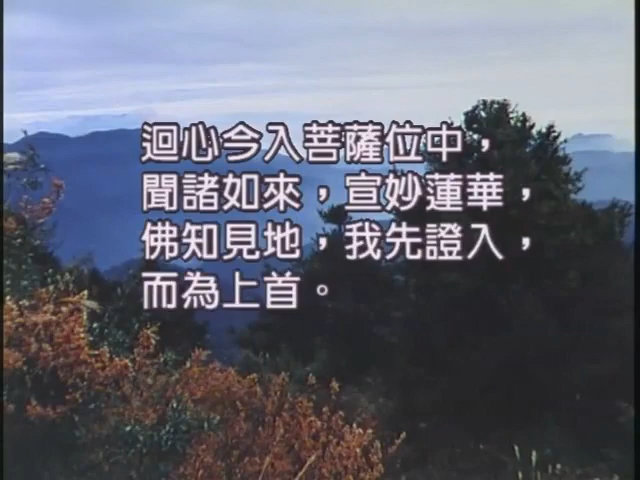 迴心今入菩薩位中，
聞諸如來，宣妙蓮華，
佛知見地，我先證入，
而為上首。